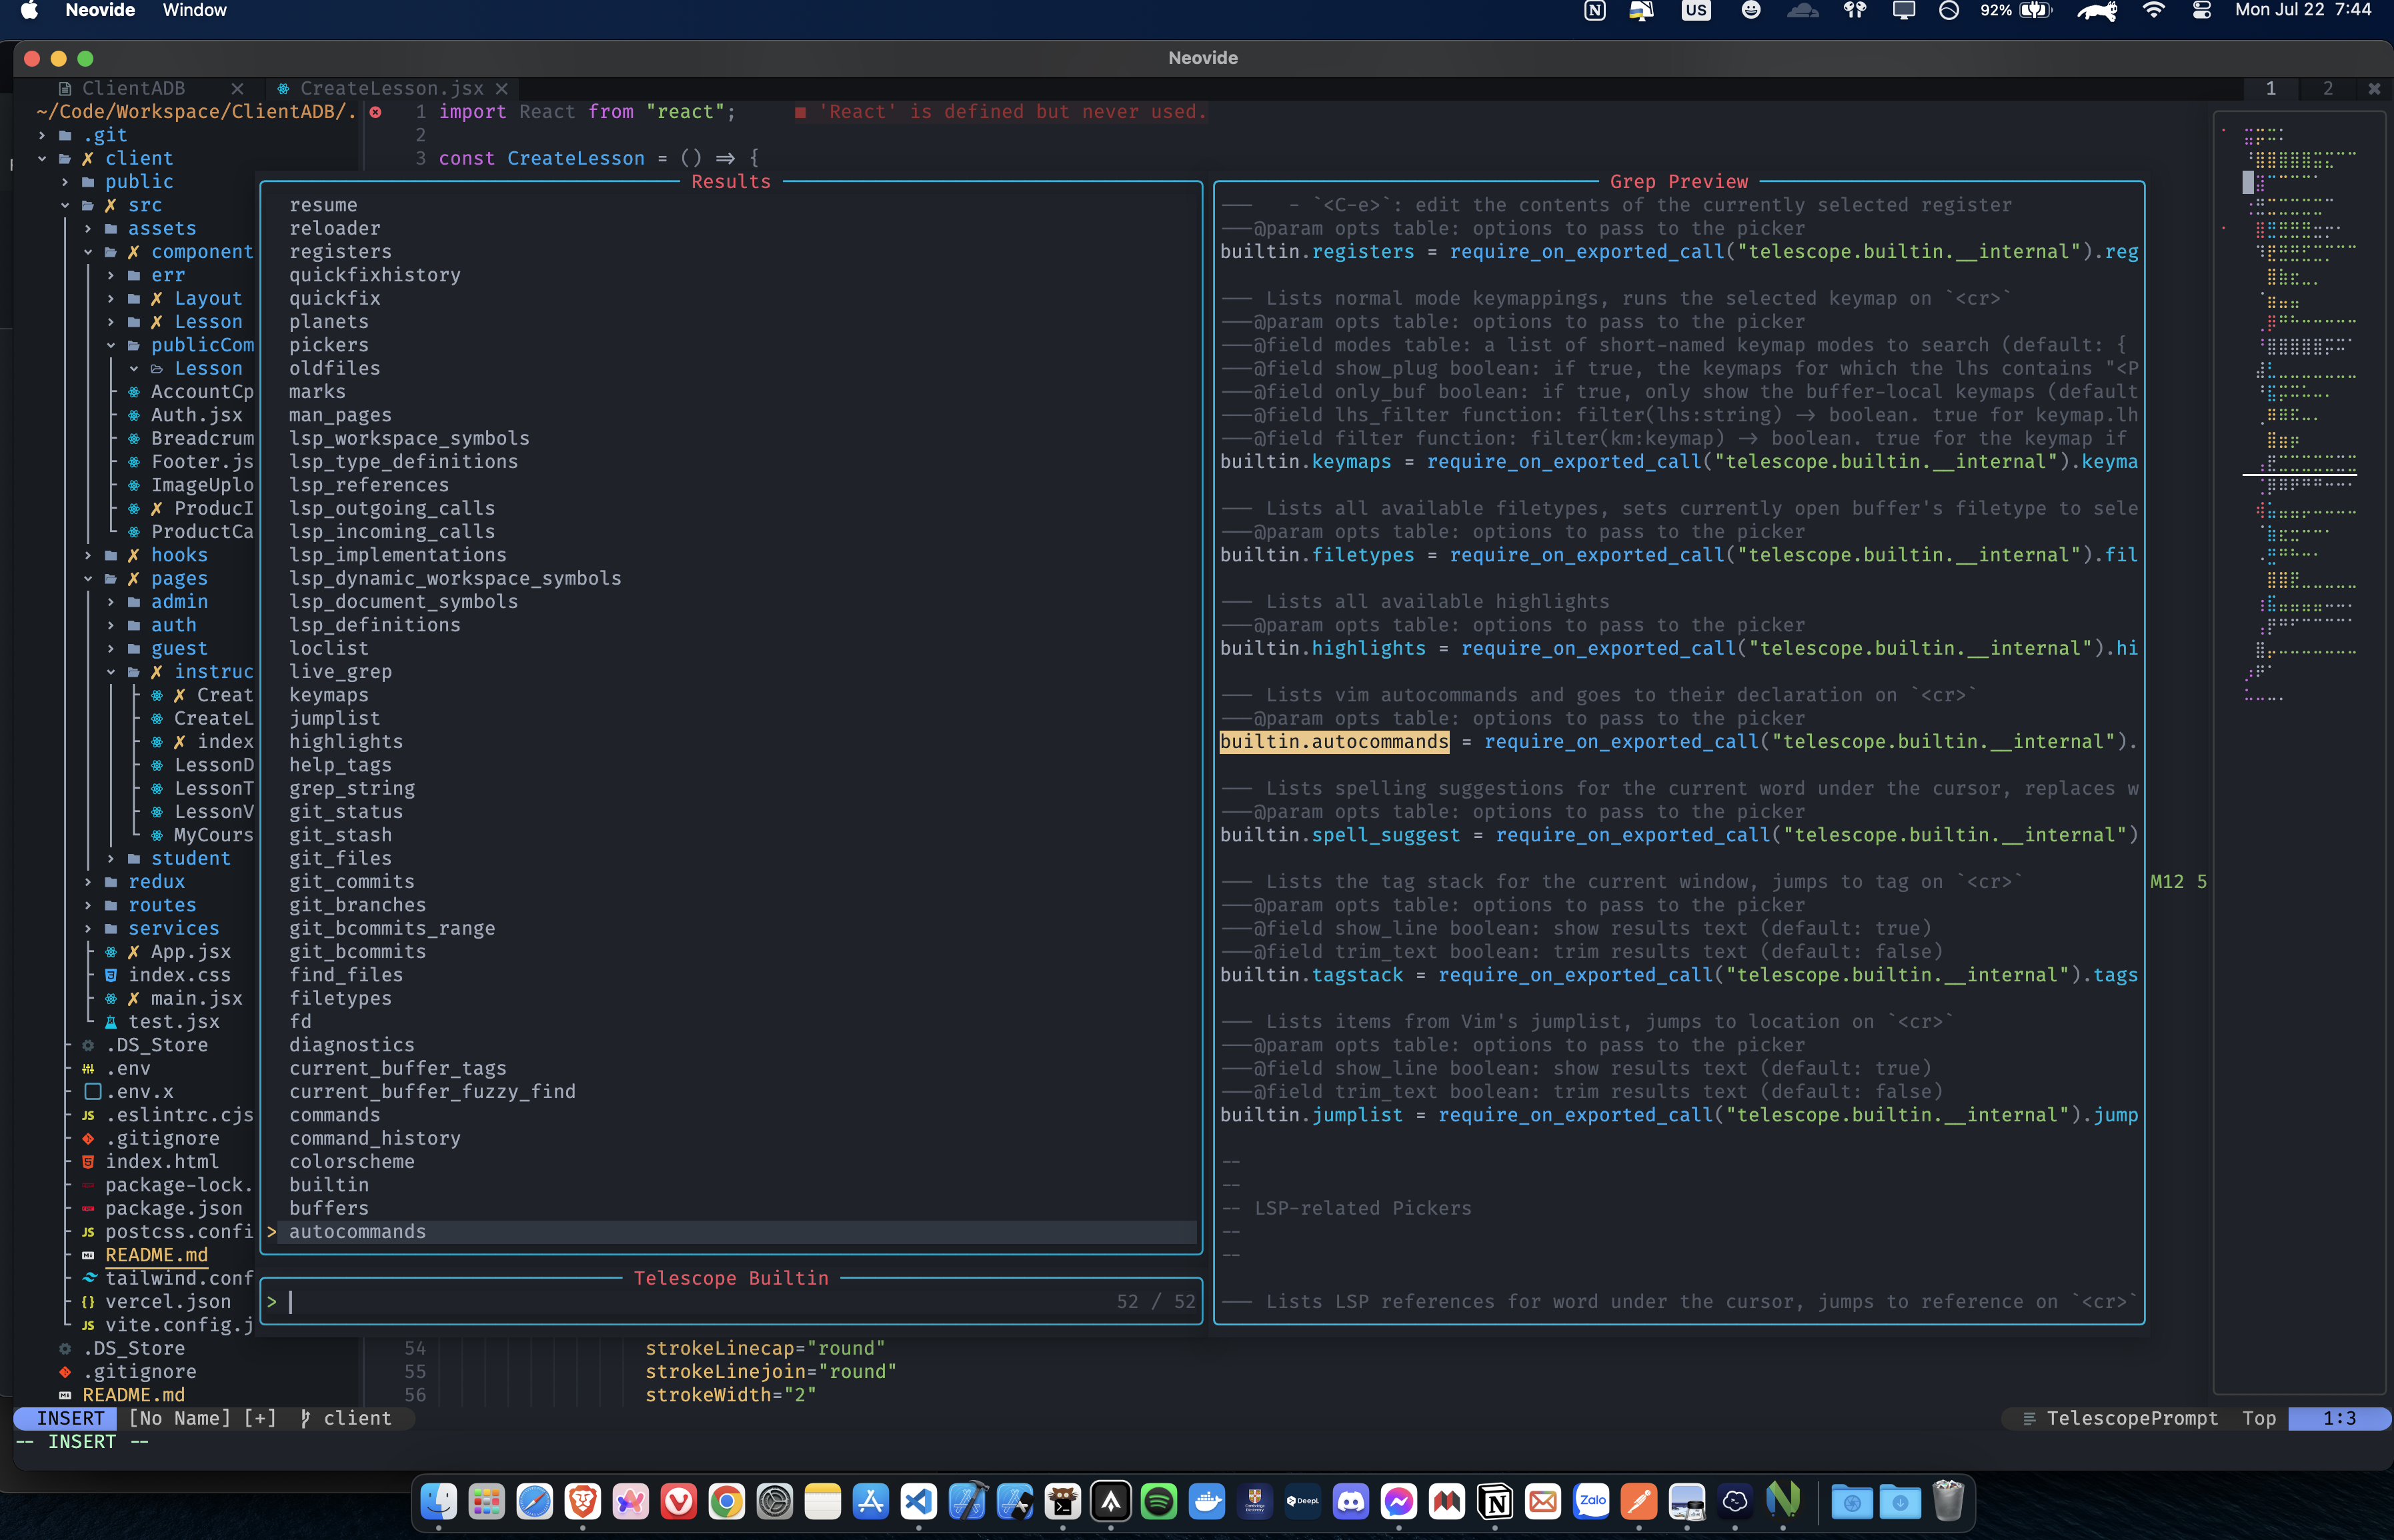 Neovide Window
N US 92% Mon Jul 22 7:44
Neovide
ClientADB × CreateLesson.jsx ×
1 2
~/Code/Workspace/ClientADB/.
.git
client
public
src
assets
component
err
Layout
Lesson
publicCom
Lesson
AccountCp
Auth.jsx
Breadcrum
Footer.js
ImageUplo
ProducI
ProductCa
hooks
pages
admin
auth
guest
instruc
Creat
CreateL
index
LessonD
LessonT
LessonV
MyCours
student
redux
routes
services
App.jsx
index.css
main.jsx
test.jsx
.DS_Store
.env
.env.x
.eslintrc.cjs
.gitignore
index.html
package-lock.
package.json
postcss.confi
README.md
tailwind.conf
vercel.json
vite.config.j
.DS_Store
.gitignore
README.md
1 import React from "react"; ■ 'React' is defined but never used.
2
3 const CreateLesson = () => {
Results
resume
reloader
registers
quickfixhistory
quickfix
planets
pickers
oldfiles
marks
man_pages
lsp_workspace_symbols
lsp_type_definitions
lsp_references
lsp_outgoing_calls
lsp_incoming_calls
lsp_implementations
lsp_dynamic_workspace_symbols
lsp_document_symbols
lsp_definitions
loclist
live_grep
keymaps
jumplist
highlights
help_tags
grep_string
git_status
git_stash
git_files
git_commits
git_branches
git_bcommits_range
git_bcommits
find_files
filetypes
fd
diagnostics
current_buffer_tags
current_buffer_fuzzy_find
commands
command_history
colorscheme
builtin
buffers
> autocommands
Telescope Builtin
> 52 / 52
Grep Preview
--- - `<C-e>`: edit the contents of the currently selected register
---@param opts table: options to pass to the picker
builtin.registers = require_on_exported_call("telescope.builtin.__internal").reg
--- Lists normal mode keymappings, runs the selected keymap on `<cr>`
---@param opts table: options to pass to the picker
---@field modes table: a list of short-named keymap modes to search (default: {
---@field show_plug boolean: if true, the keymaps for which the lhs contains "<P
---@field only_buf boolean: if true, only show the buffer-local keymaps (default
---@field lhs_filter function: filter(lhs:string) -> boolean. true for keymap.lh
---@field filter function: filter(km:keymap) -> boolean. true for the keymap if
builtin.keymaps = require_on_exported_call("telescope.builtin.__internal").keyma
--- Lists all available filetypes, sets currently open buffer's filetype to sele
---@param opts table: options to pass to the picker
builtin.filetypes = require_on_exported_call("telescope.builtin.__internal").fil
--- Lists all available highlights
---@param opts table: options to pass to the picker
builtin.highlights = require_on_exported_call("telescope.builtin.__internal").hi
--- Lists vim autocommands and goes to their declaration on `<cr>`
---@param opts table: options to pass to the picker
builtin.autocommands = require_on_exported_call("telescope.builtin.__internal").
--- Lists spelling suggestions for the current word under the cursor, replaces w
---@param opts table: options to pass to the picker
builtin.spell_suggest = require_on_exported_call("telescope.builtin.__internal")
--- Lists the tag stack for the current window, jumps to tag on `<cr>`
---@param opts table: options to pass to the picker
---@field show_line boolean: show results text (default: true)
---@field trim_text boolean: trim results text (default: false)
builtin.tagstack = require_on_exported_call("telescope.builtin.__internal").tags
--- Lists items from Vim's jumplist, jumps to location on `<cr>`
---@param opts table: options to pass to the picker
---@field show_line boolean: show results text (default: true)
---@field trim_text boolean: trim results text (default: false)
builtin.jumplist = require_on_exported_call("telescope.builtin.__internal").jump
--
--
-- LSP-related Pickers
--
--
--- Lists LSP references for word under the cursor, jumps to reference on `<cr>`
M12 5
54 strokeLinecap="round"
55 strokeLinejoin="round"
56 strokeWidth="2"
INSERT [No Name] [+] client TelescopePrompt Top 1:3
-- INSERT --
DeepL Zalo